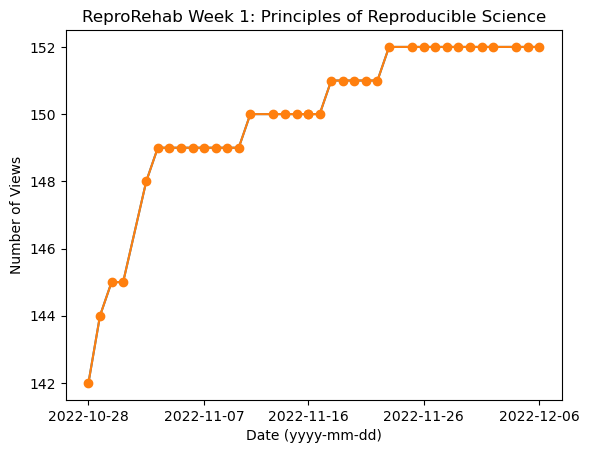 ReproRehab Week 1: Principles of Reproducible Science
Number of Views
152
150
148
146
144
142
2022-10-28 2022-11-07 2022-11-16 2022-11-26 2022-12-06
Date (yyyy-mm-dd)